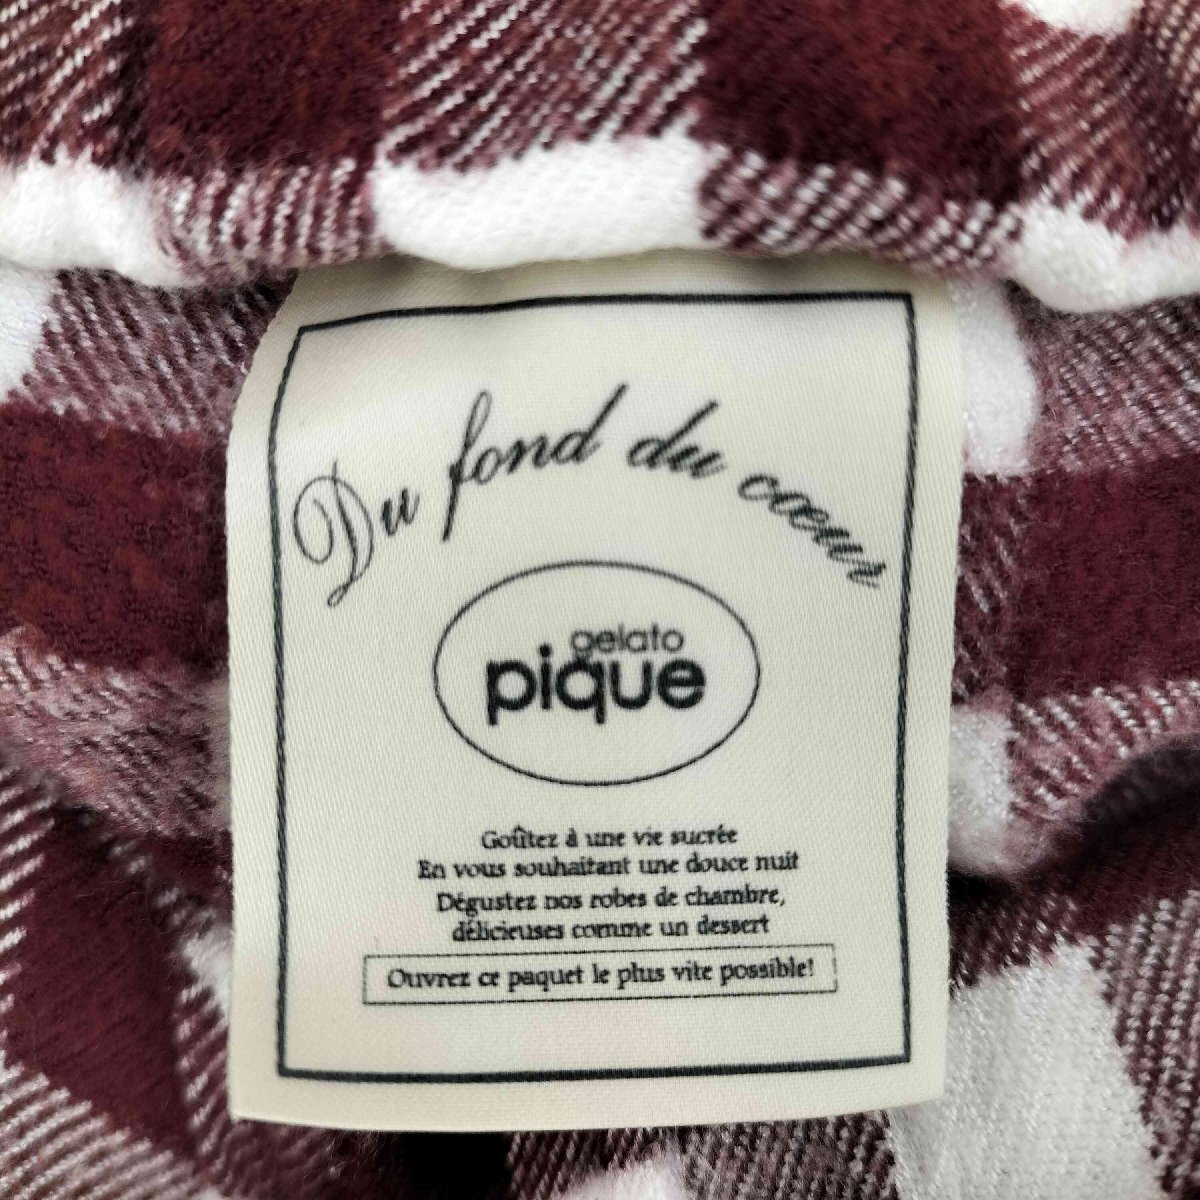 Du fond du cœur
gelato
pique
Goûtez à une vie sucrée
En vous souhaitant une douce nuit
Dégustez nos robes de chambre,
délicieuses comme un dessert
Ouvrez ce paquet le plus vite possible!